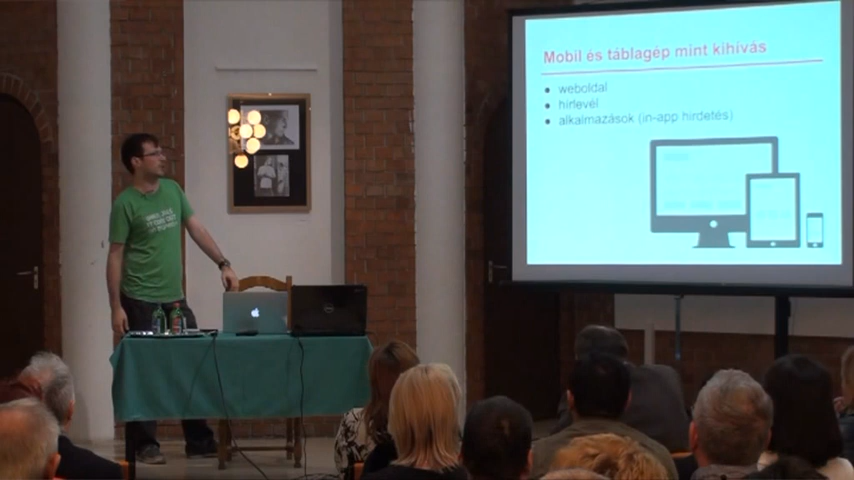 Mobil és táblagép mint kihívás
weboldal
hírlevél
alkalmazások (in-app hirdetés)